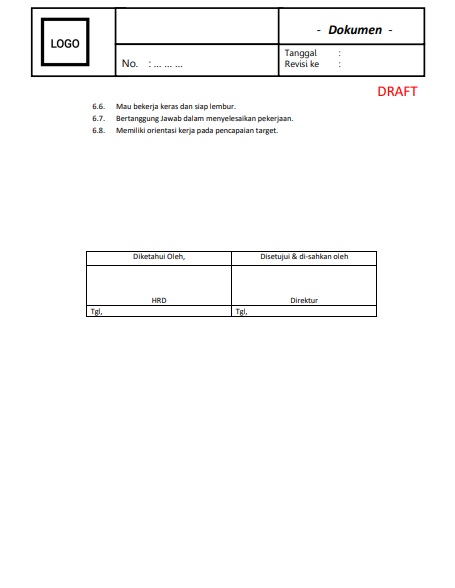 LOGO
- Dokumen -
No. : ... ... ...
Tanggal :
Revisi ke :
DRAFT
6.6. Mau bekerja keras dan siap lembur.
6.7. Bertanggung Jawab dalam menyelesaikan pekerjaan.
6.8. Memiliki orientasi kerja pada pencapaian target.
Diketahui Oleh, Disetujui & di-sahkan oleh
HRD Direktur
Tgl, Tgl,